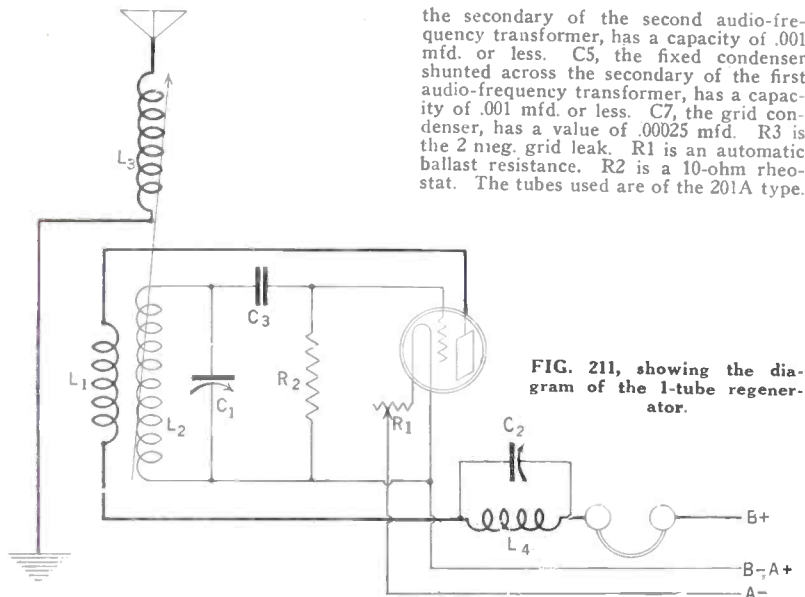 the secondary of the second audio-fre-
quency transformer, has a capacity of .001
mfd. or less. C5, the fixed condenser
shunted across the secondary of the first
audio-frequency transformer, has a capac-
ity of .001 mfd. or less. C7, the grid con-
denser, has a value of .00025 mfd. R3 is
the 2 meg. grid leak. R1 is an automatic
ballast resistance. R2 is a 10-ohm rheo-
stat. The tubes used are of the 201A type.
L3
C3
L1
L2
C1
R2
R1
FIG. 211, showing the dia-
gram of the 1-tube regener-
ator.
C2
L4
B+
B-, A+
A-